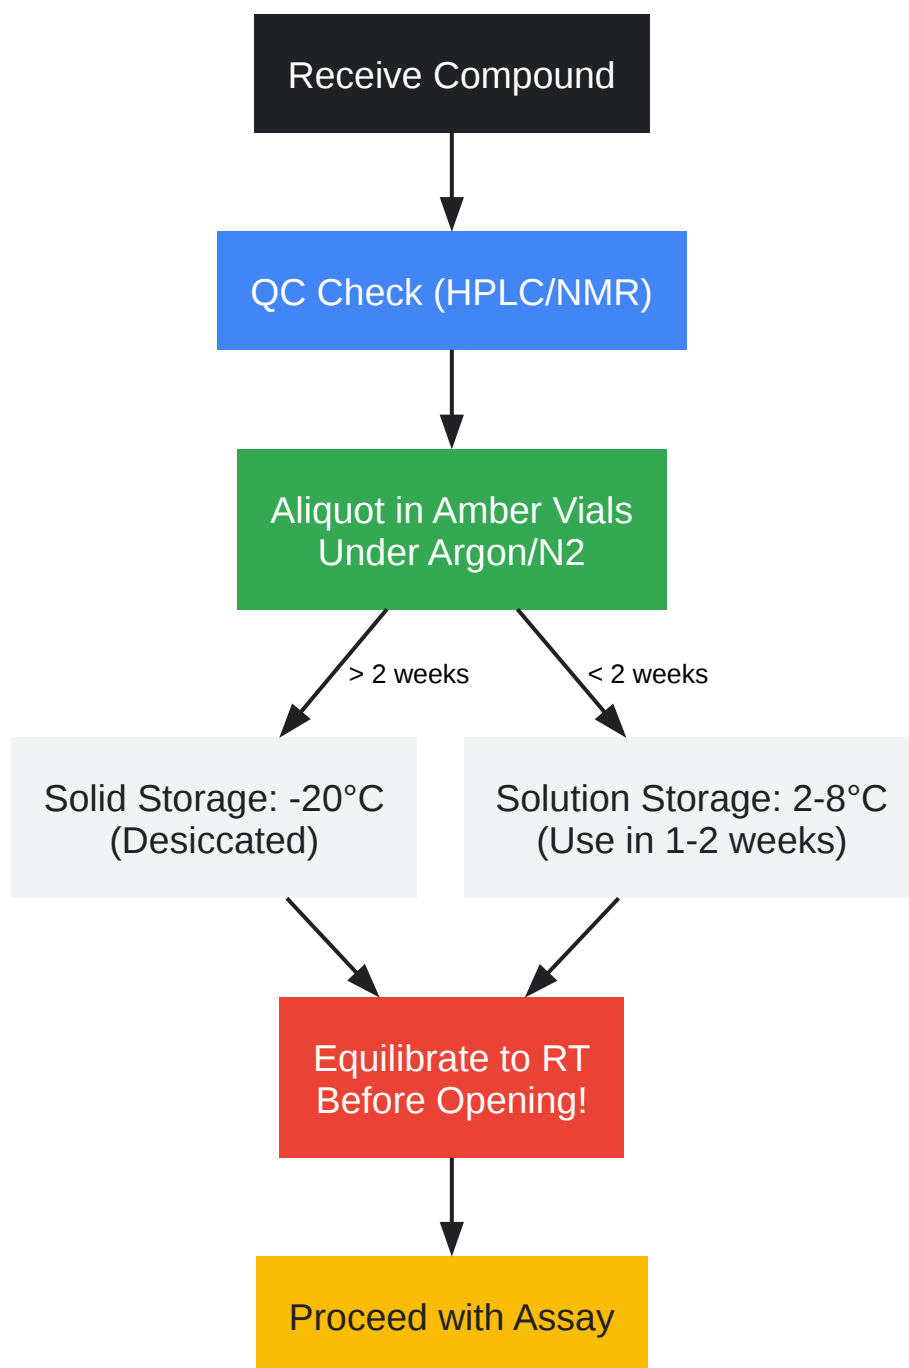 Receive Compound
QC Check (HPLC/NMR)
Aliquot in Amber Vials
Under Argon/N2
> 2 weeks
< 2 weeks
Solid Storage: -20°C
(Desiccated)
Solution Storage: 2-8°C
(Use in 1-2 weeks)
Equilibrate to RT
Before Opening!
Proceed with Assay